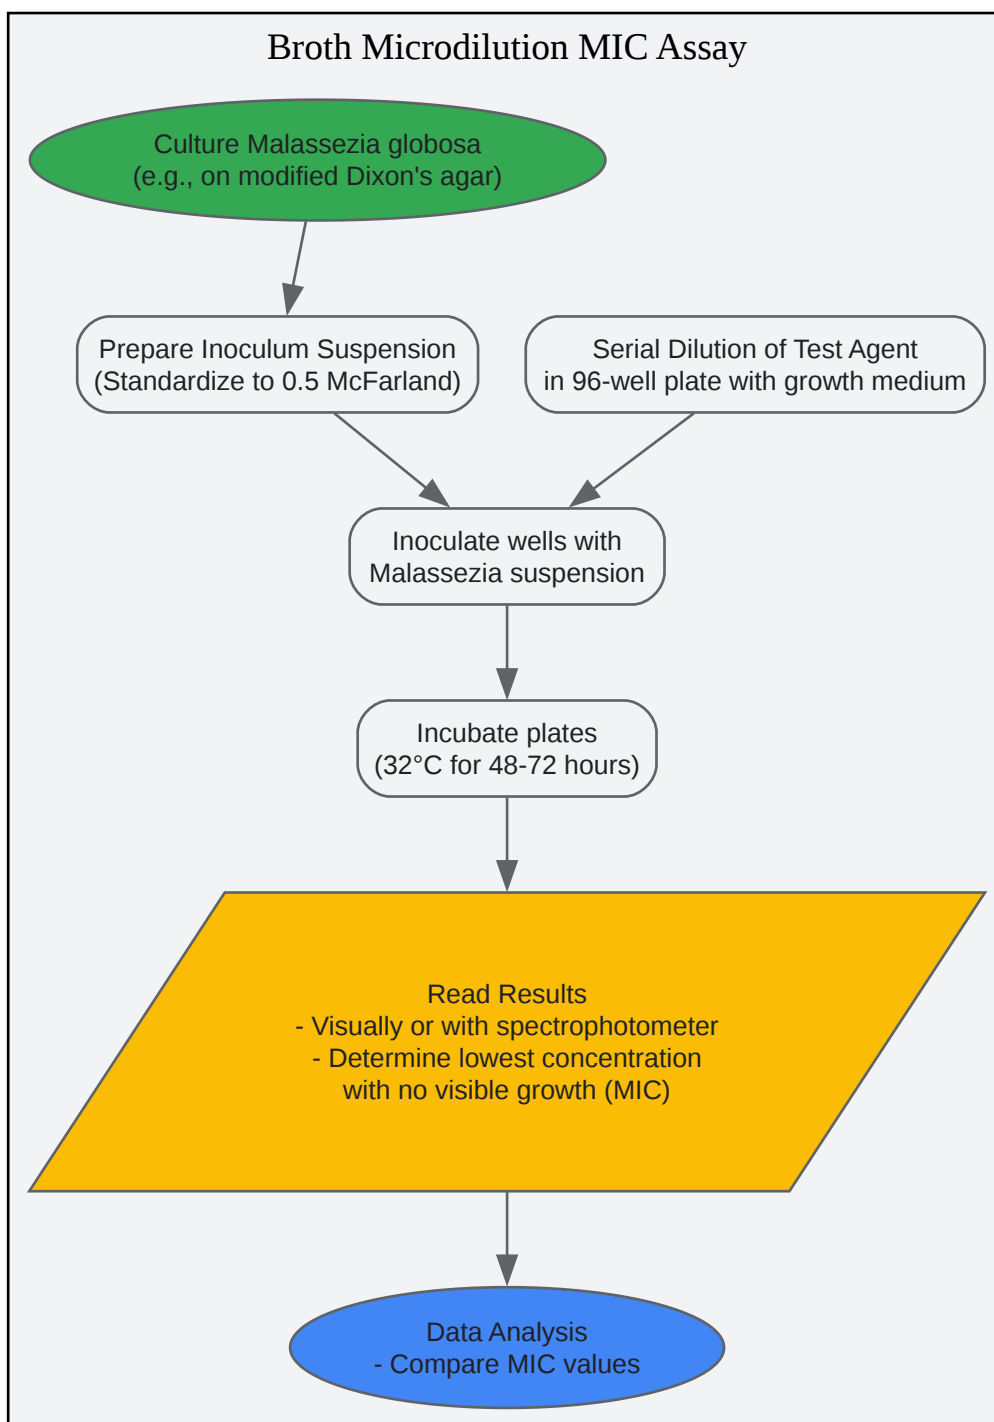 Broth Microdilution MIC Assay
Culture Malassezia globosa
(e.g., on modified Dixon's agar)
Prepare Inoculum Suspension
(Standardize to 0.5 McFarland)
Serial Dilution of Test Agent
in 96-well plate with growth medium
Inoculate wells with
Malassezia suspension
Incubate plates
(32°C for 48-72 hours)
Read Results
- Visually or with spectrophotometer
- Determine lowest concentration
with no visible growth (MIC)
Data Analysis
- Compare MIC values